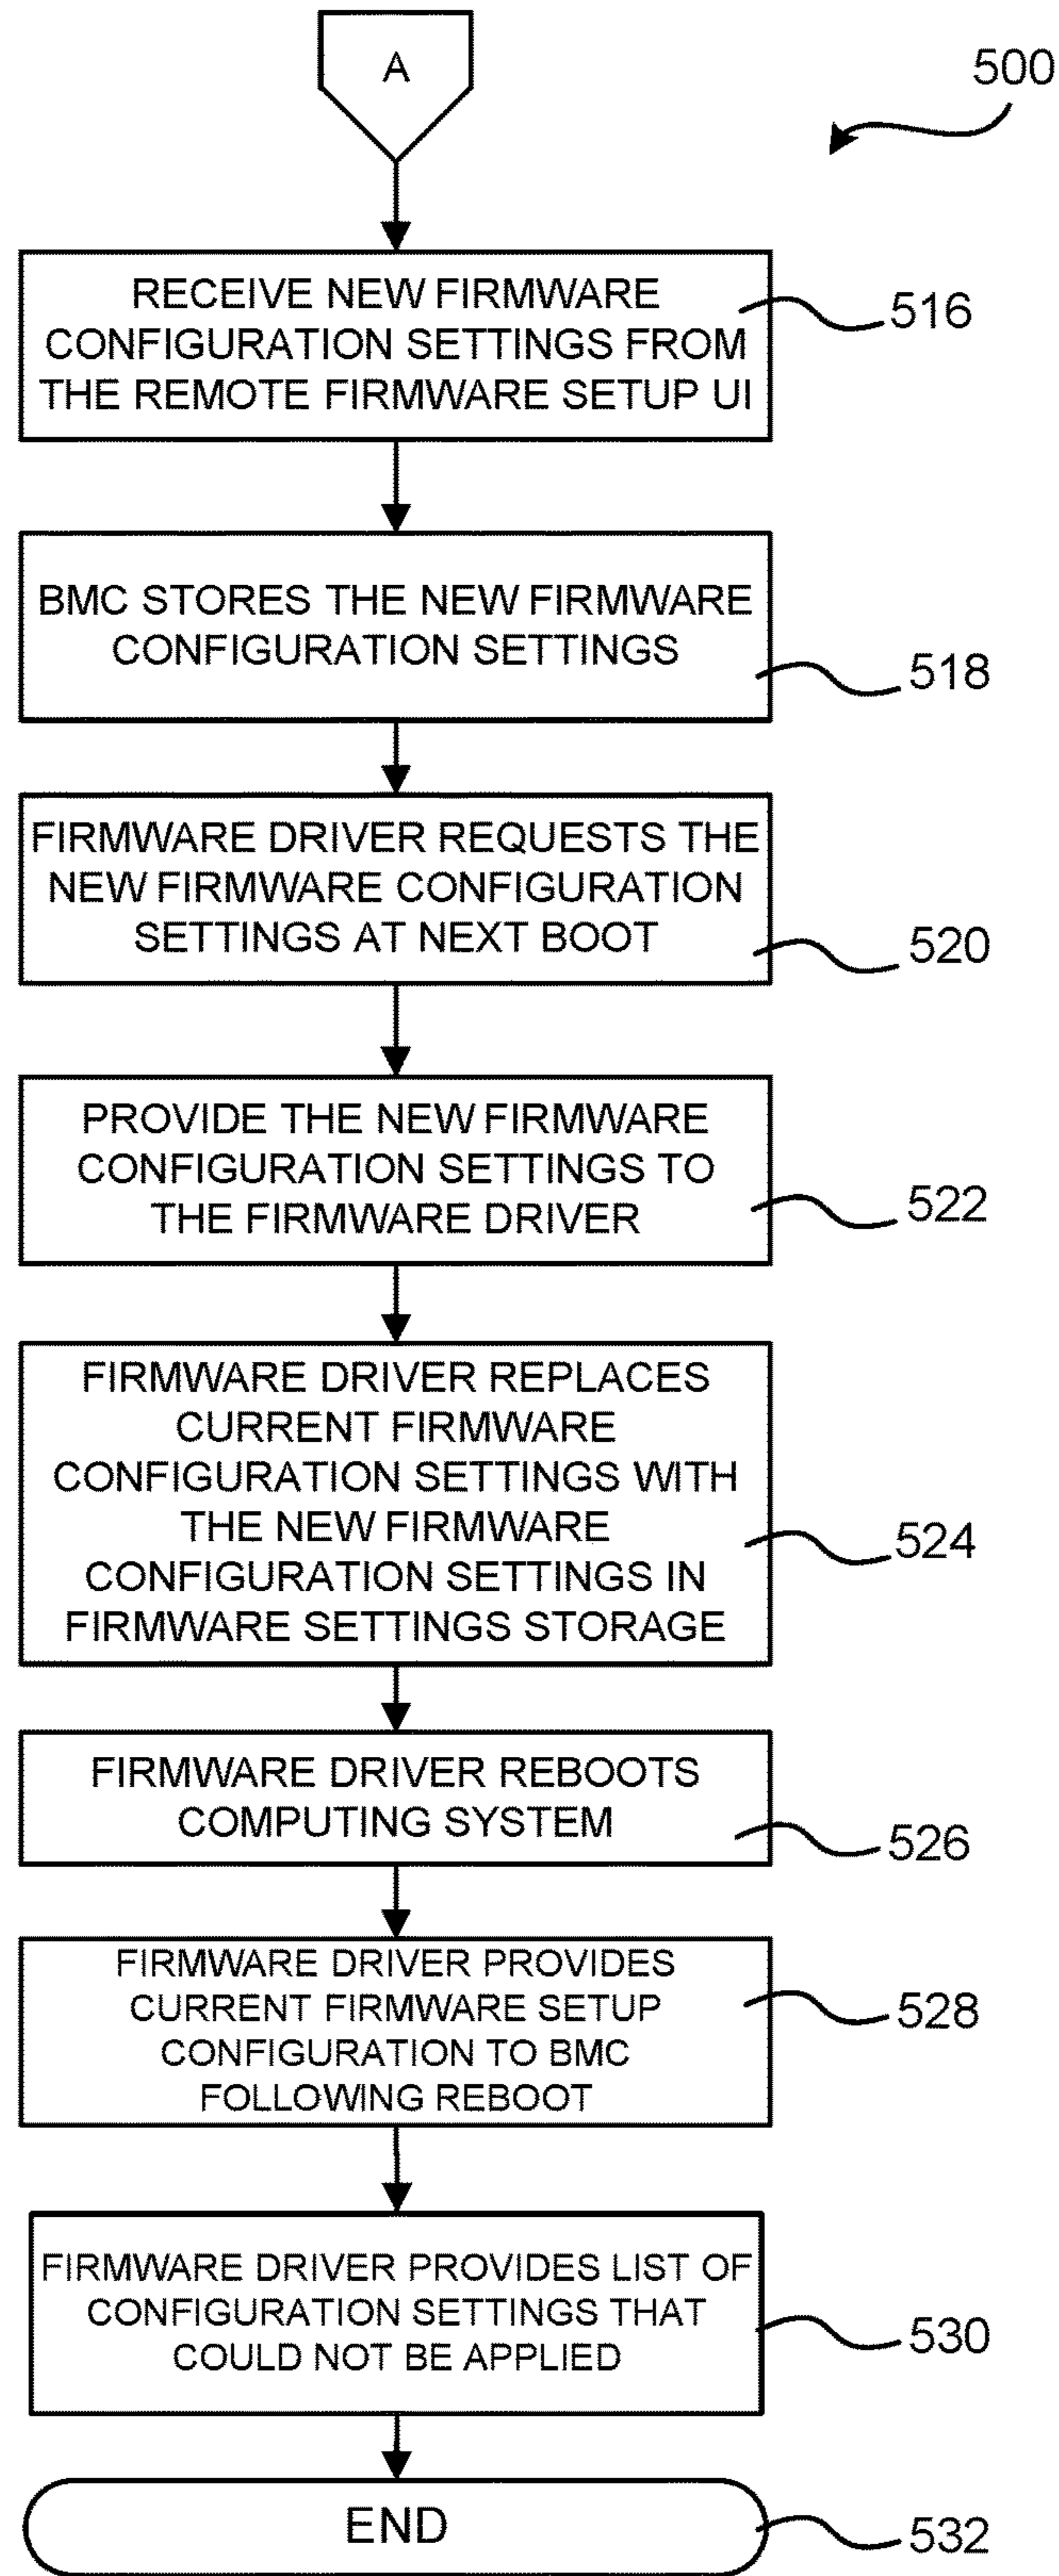 A
500
RECEIVE NEW FIRMWARE
CONFIGURATION SETTINGS FROM
THE REMOTE FIRMWARE SETUP UI
516
BMC STORES THE NEW FIRMWARE
CONFIGURATION SETTINGS
518
FIRMWARE DRIVER REQUESTS THE
NEW FIRMWARE CONFIGURATION
SETTINGS AT NEXT BOOT
520
PROVIDE THE NEW FIRMWARE
CONFIGURATION SETTINGS TO
THE FIRMWARE DRIVER
522
FIRMWARE DRIVER REPLACES
CURRENT FIRMWARE
CONFIGURATION SETTINGS WITH
THE NEW FIRMWARE
CONFIGURATION SETTINGS IN
FIRMWARE SETTINGS STORAGE
524
FIRMWARE DRIVER REBOOTS
COMPUTING SYSTEM
526
FIRMWARE DRIVER PROVIDES
CURRENT FIRMWARE SETUP
CONFIGURATION TO BMC
FOLLOWING REBOOT
528
FIRMWARE DRIVER PROVIDES LIST OF
CONFIGURATION SETTINGS THAT
COULD NOT BE APPLIED
530
END
532